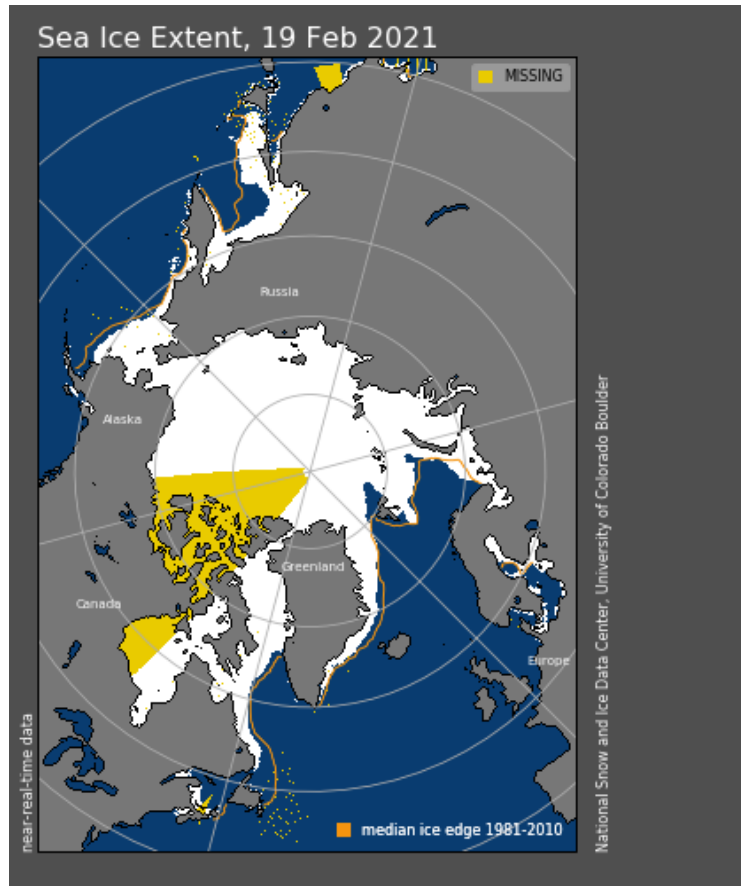 Sea Ice Extent, 19 Feb 2021
MISSING
Russia
Alaska
Greenland
Canada
Europe
near-real-time data
National Snow and Ice Data Center, University of Colorado Boulder
median ice edge 1981-2010